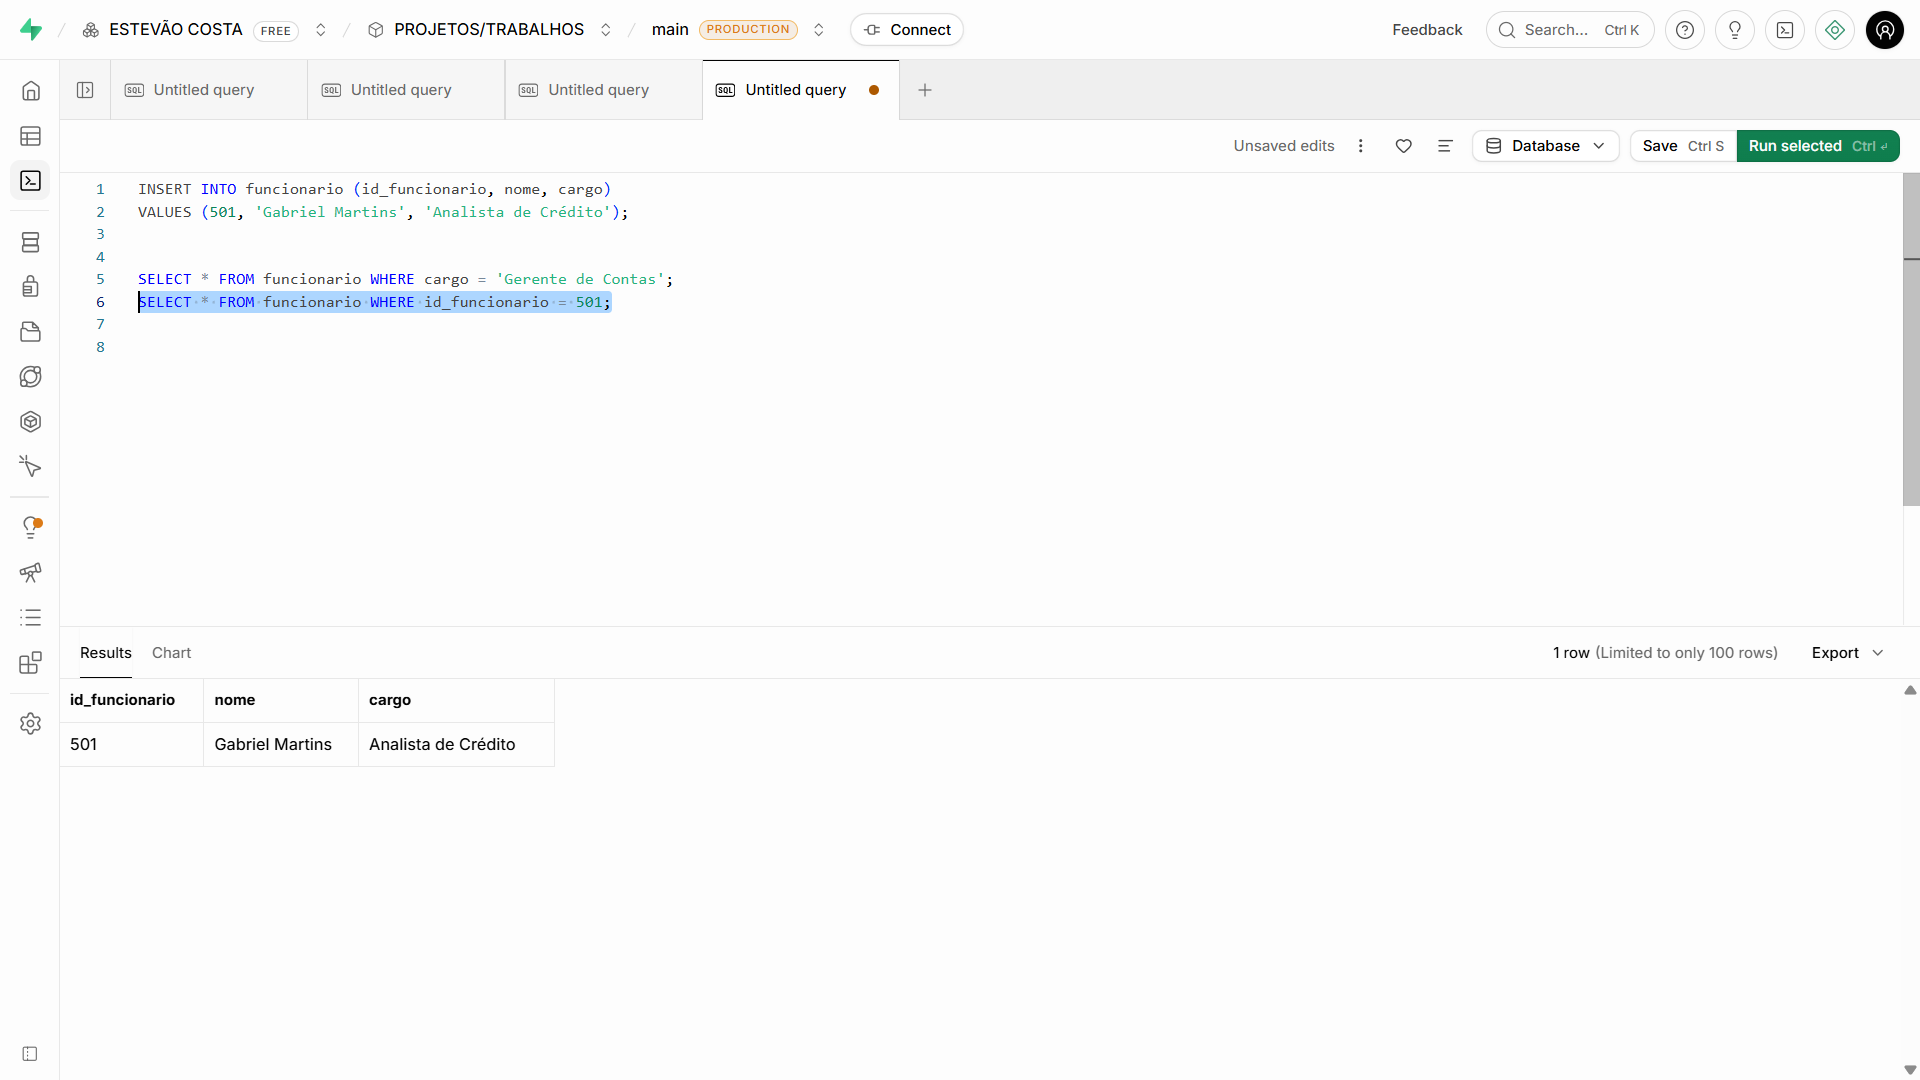 ESTEVÃO COSTA FREE PROJETOS/TRABALHOS main PRODUCTION Connect Feedback Search... Ctrl K
SQL Untitled query SQL Untitled query SQL Untitled query SQL Untitled query
Unsaved edits Database Save Ctrl S Run selected Ctrl ↵
1 INSERT INTO funcionario (id_funcionario, nome, cargo)
2 VALUES (501, 'Gabriel Martins', 'Analista de Crédito');
3
4
5 SELECT * FROM funcionario WHERE cargo = 'Gerente de Contas';
6 SELECT * FROM funcionario WHERE id_funcionario = 501;
7
8
Results Chart 1 row (Limited to only 100 rows) Export
id_funcionario nome cargo
501 Gabriel Martins Analista de Crédito